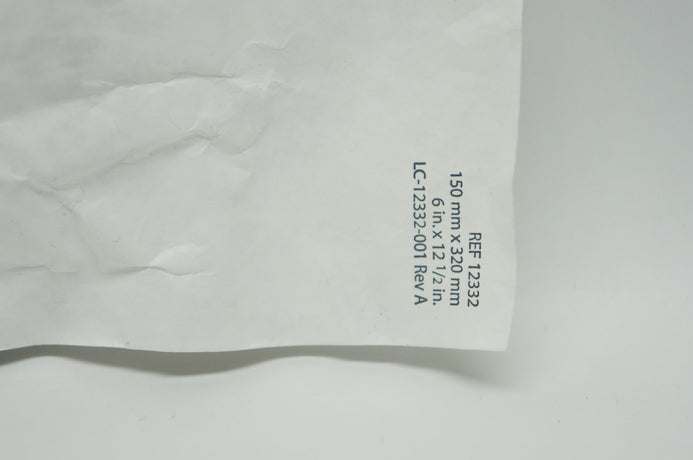 REF 12332
150 mm x 320 mm
6 in. x 12 1/2 in.
LC-12332-001 Rev A